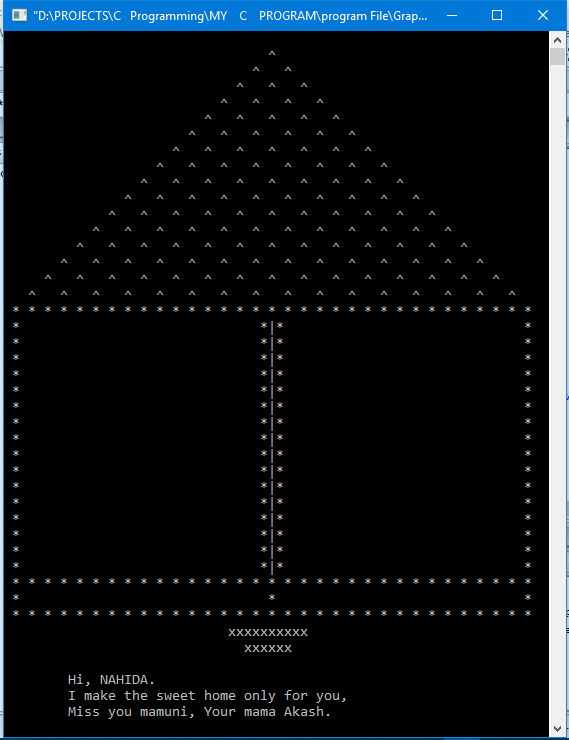 "D:\PROJECTS\C Programming\MY C PROGRAM\program File\Grap...
xxxxxxxxxx
xxxxxx
Hi, NAHIDA.
I make the sweet home only for you,
Miss you mamuni, Your mama Akash.